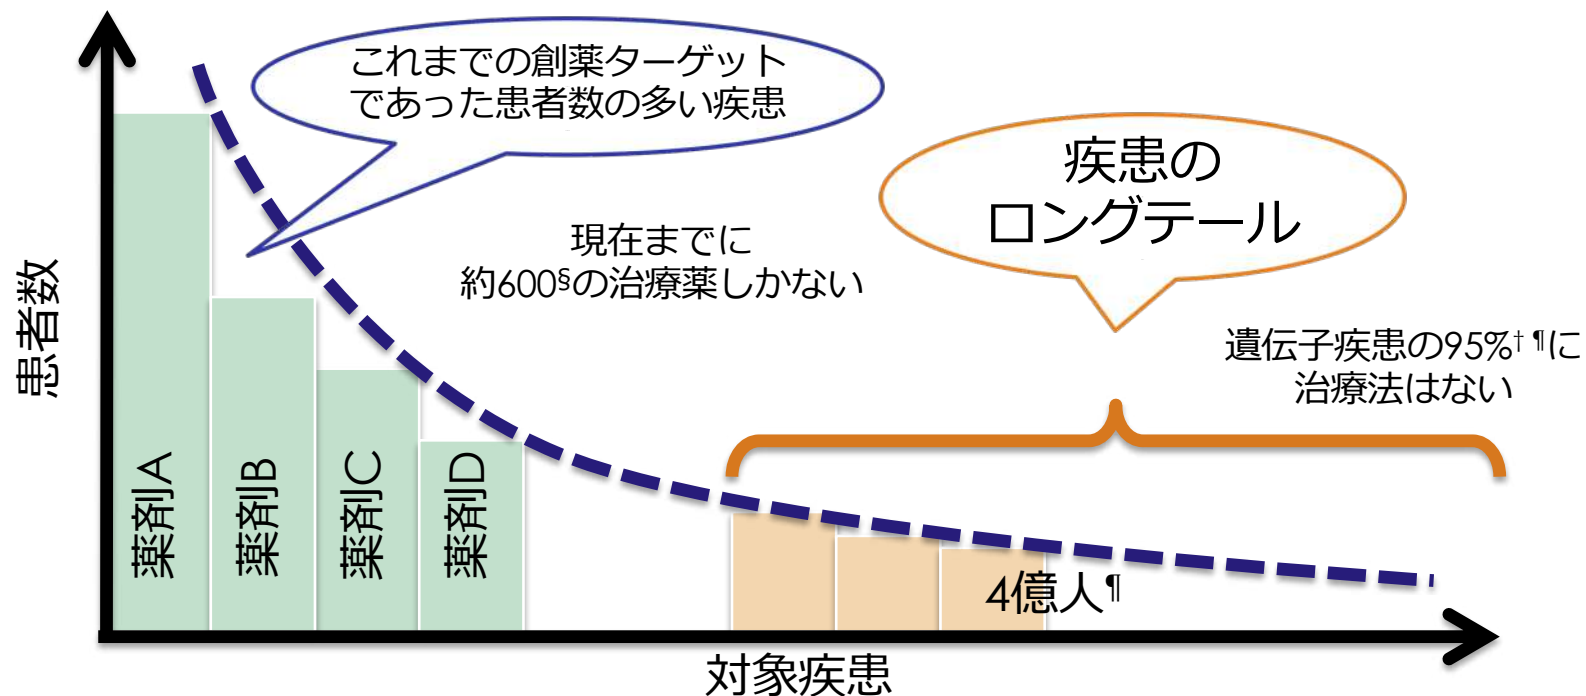 これまでの創薬ターゲット
であった患者数の多い疾患
疾患の
ロングテール
現在までに
約600§の治療薬しかない
遺伝子疾患の95%† ¶に
治療法はない
患者数
薬剤A
薬剤B
薬剤C
薬剤D
4億人¶
対象疾患